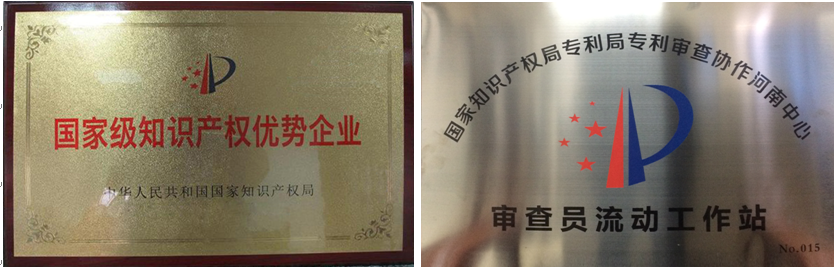 国家级知识产权优势企业
中华人民共和国国家知识产权局
国家知识产权局专利局专利审查协作河南中心
审查员流动工作站
No.015